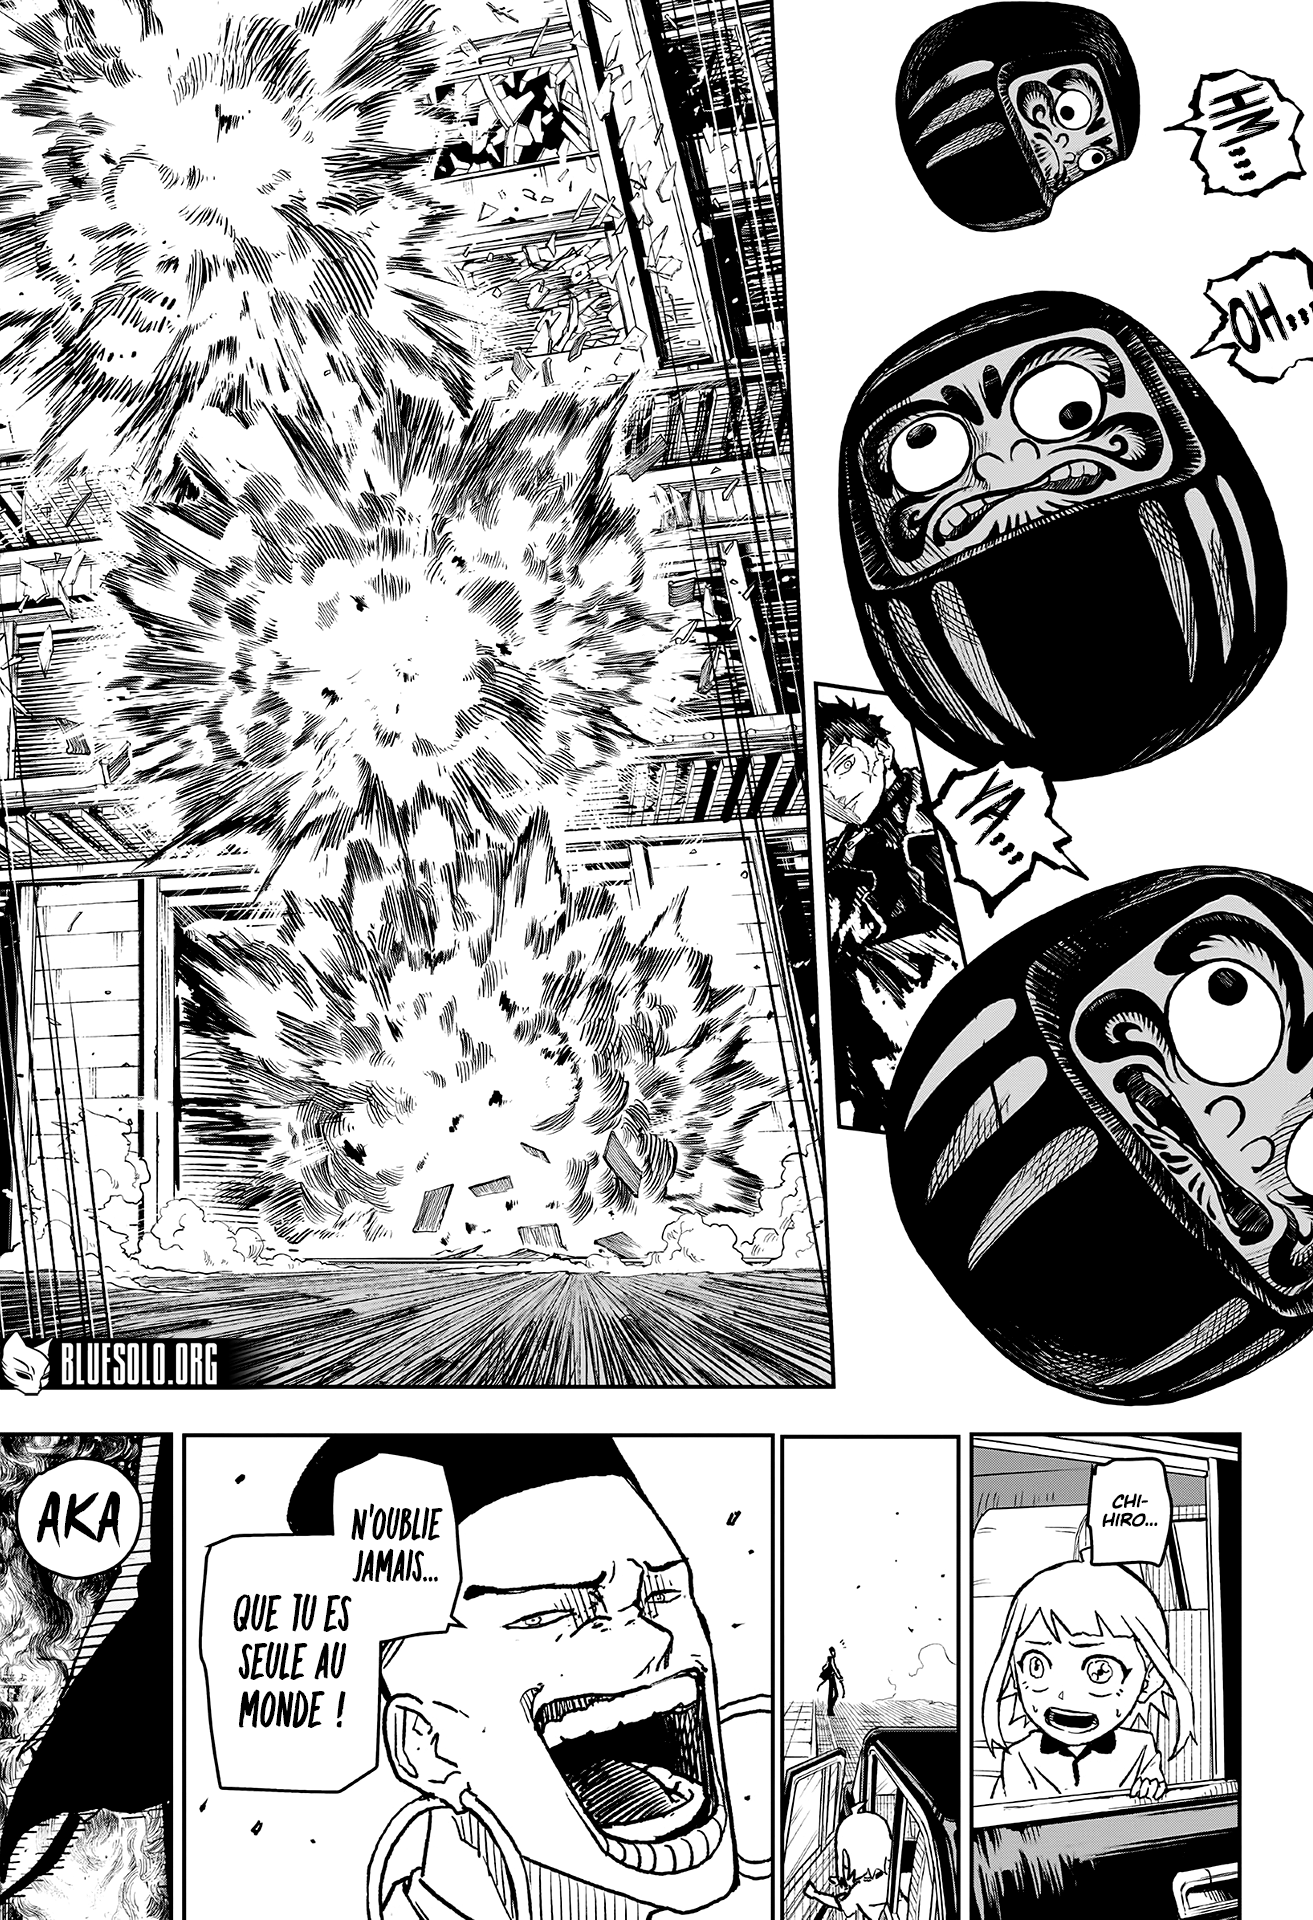 HM...
OH...
YA...
BLUESOLO.ORG
CHI-
HIRO...
N'OUBLIE
JAMAIS...
QUE TU ES
SEULE AU
MONDE !
AKA